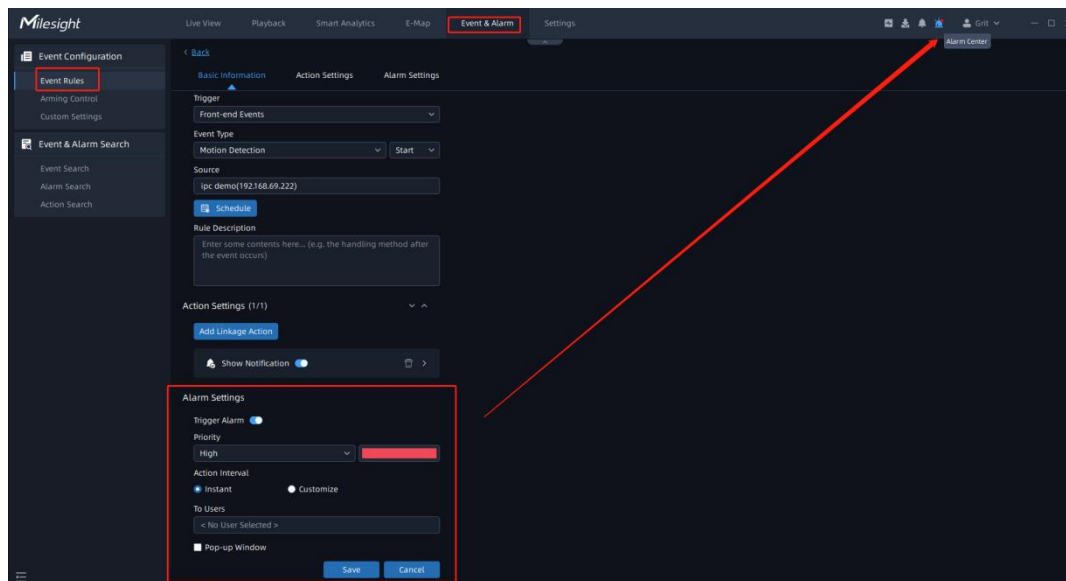 Milesight
Live View Playback Smart Analytics E-Map Event & Alarm Settings
Grit
Alarm Center
Event Configuration
Event Rules
Arming Control
Custom Settings
Event & Alarm Search
Event Search
Alarm Search
Action Search
< Back
Basic Information Action Settings Alarm Settings
Trigger
Front-end Events
Event Type
Motion Detection Start
Source
ipc demo(192.168.69.222)
Schedule
Rule Description
Enter some contents here... (e.g. the handling method after
the event occurs)
Action Settings (1/1)
Add Linkage Action
Show Notification
Alarm Settings
Trigger Alarm
Priority
High
Action Interval
Instant Customize
To Users
< No User Selected >
Pop-up Window
Save Cancel